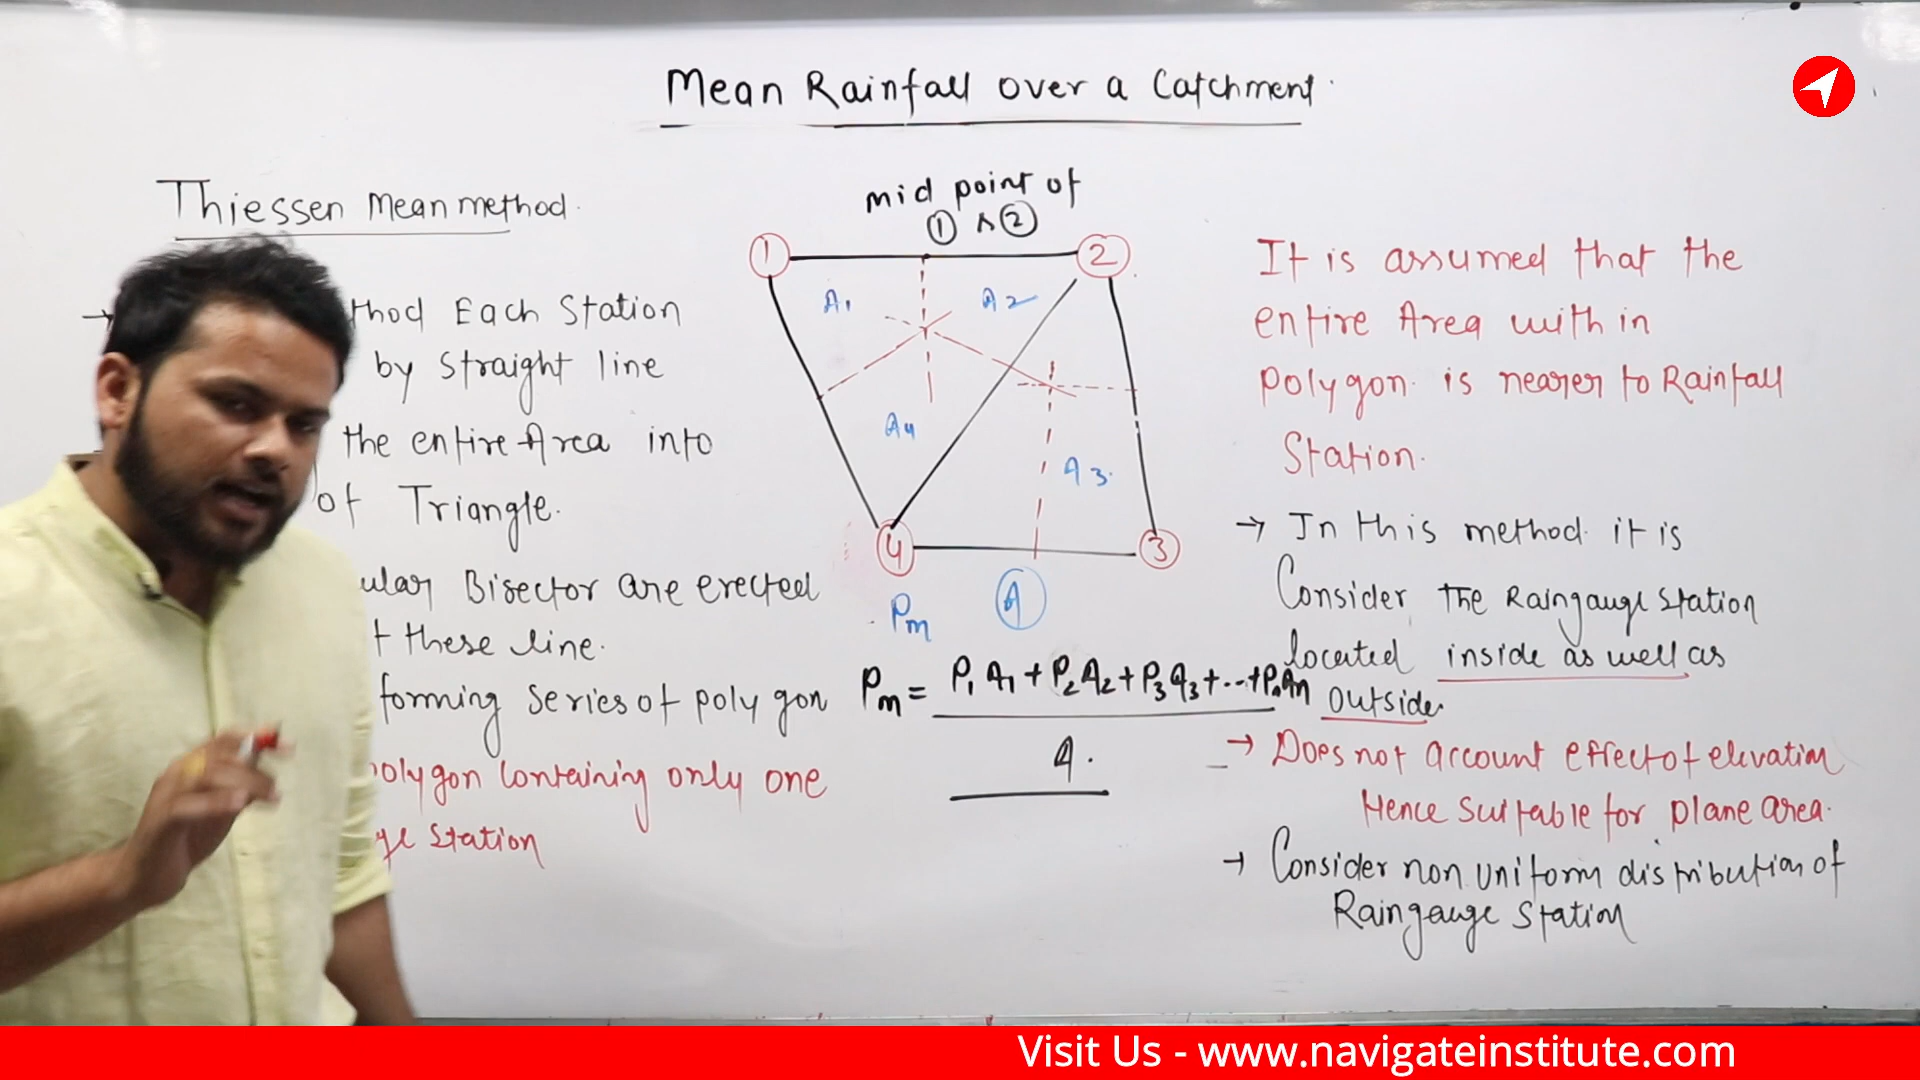 Mean Rainfall over a Catchment.
Thiessen Mean method.
→ thod Each Station
by straight line
the entire Area into
of Triangle.
ular Bisector are erected
t these line.
forming Series of polygon
polygon Containing only one
ge Station
mid point of
① & ②
1
2
A1
A2
A4
A3.
4
3
Pm
A
Pm = P1A1 + P2A2 + P3A3 + ... + PnAn
A.
It is assumed that the
entire Area with in
polygon is nearer to Rainfall
Station.
→ In this method it is
Consider the Raingauge Station
located inside as well as
outside.
→ Does not account effect of elevation
Hence suitable for plane area.
→ Consider non uniform distribution of
Raingauge Station
Visit Us - www.navigateinstitute.com